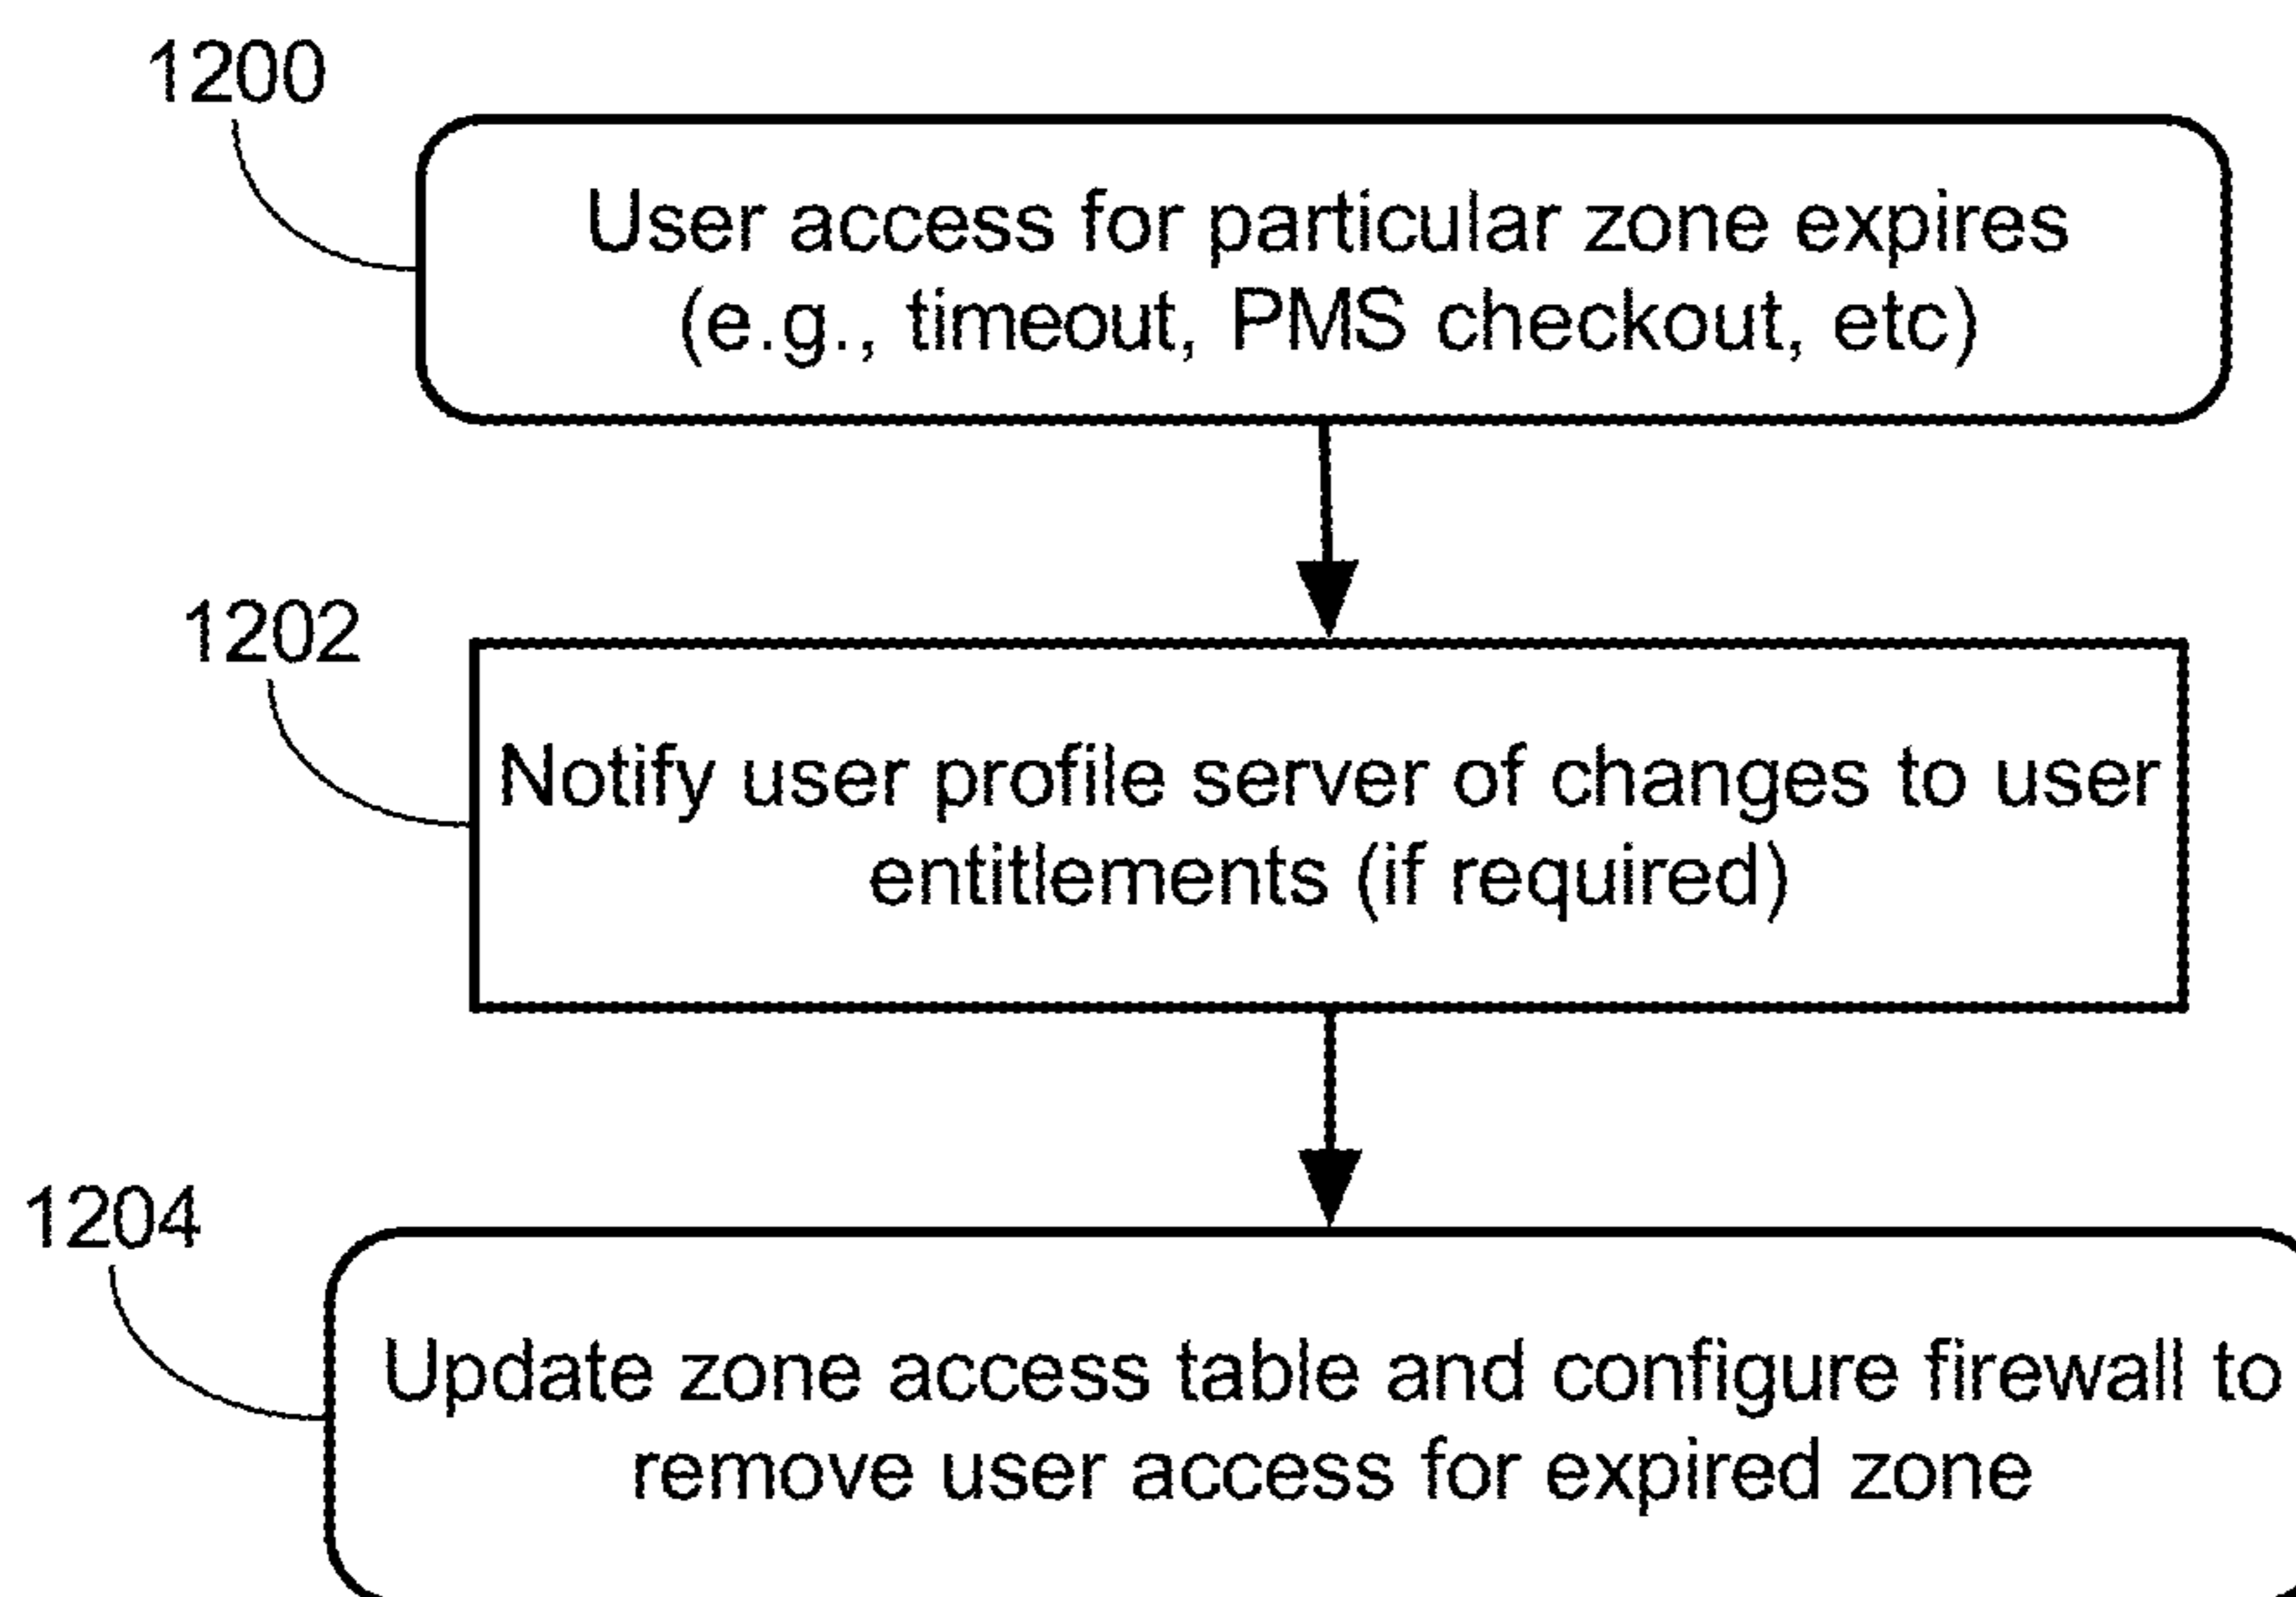 1200
User access for particular zone expires
(e.g., timeout, PMS checkout, etc)
1202
Notify user profile server of changes to user
entitlements (if required)
1204
Update zone access table and configure firewall to
remove user access for expired zone